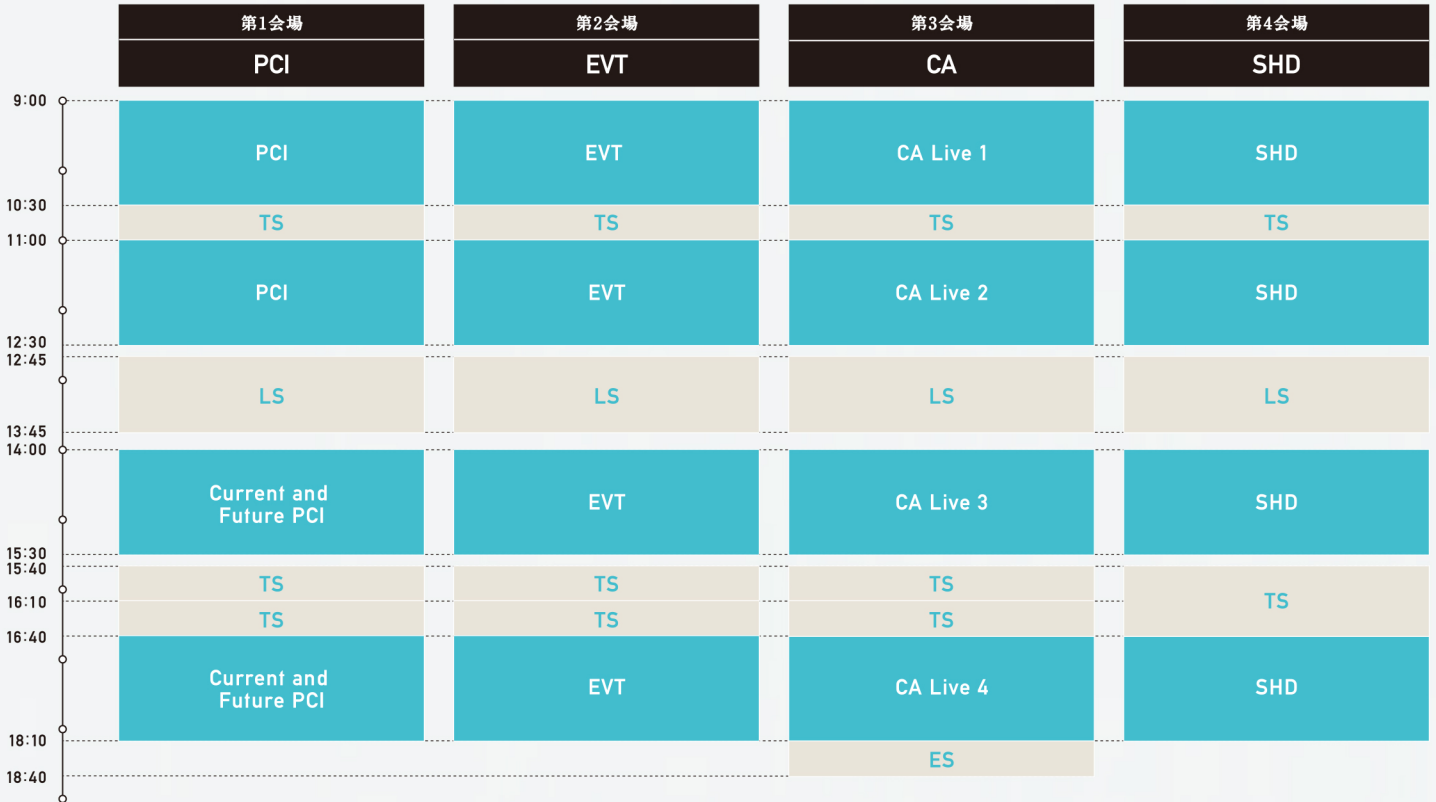 第1会場
第2会場
第3会場
第4会場
PCI
EVT
CA
SHD
9:00
PCI
EVT
CA Live 1
SHD
10:30
TS
TS
TS
TS
11:00
PCI
EVT
CA Live 2
SHD
12:30
12:45
LS
LS
LS
LS
13:45
14:00
Current and
Future PCI
EVT
CA Live 3
SHD
15:30
15:40
TS
TS
TS
TS
16:10
TS
TS
TS
16:40
Current and
Future PCI
EVT
CA Live 4
SHD
18:10
ES
18:40